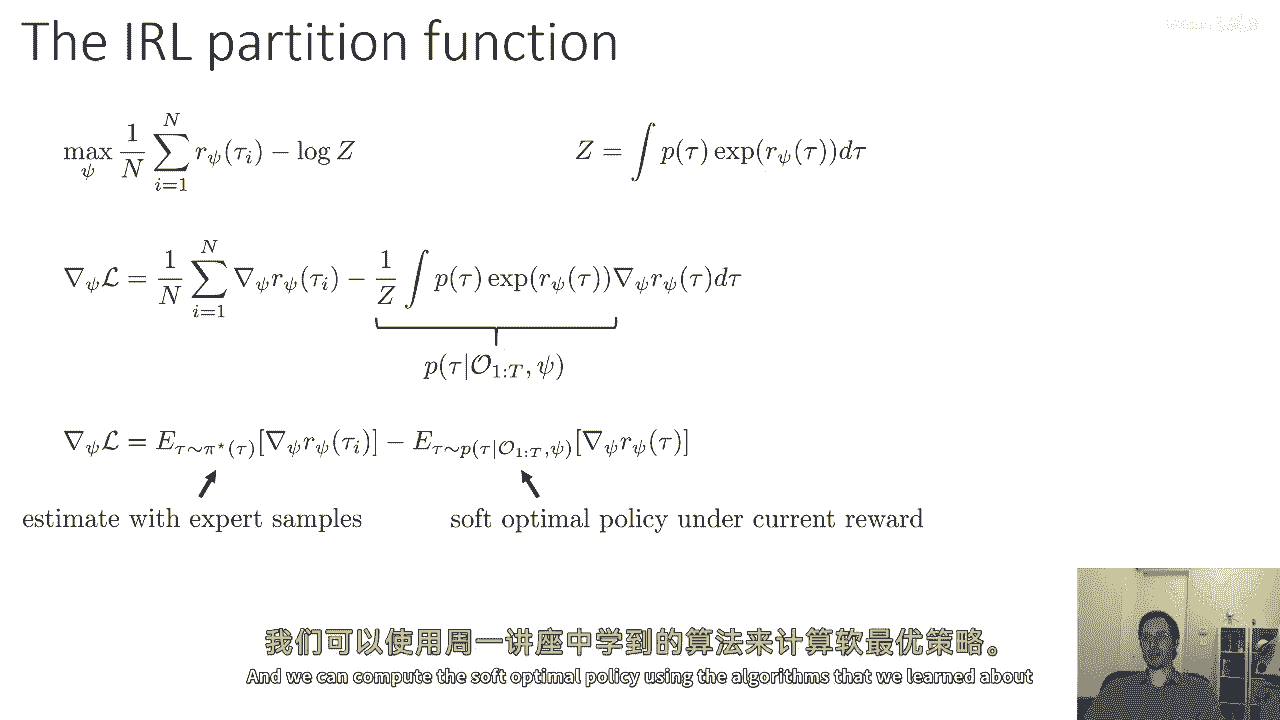 The IRL partition function
$\max_{\psi} \frac{1}{N} \sum_{i=1}^{N} r_{\psi}(\tau_i) - \log Z$
$Z = \int p(\tau) \exp(r_{\psi}(\tau)) d\tau$
$\nabla_{\psi} \mathcal{L} = \frac{1}{N} \sum_{i=1}^{N} \nabla_{\psi} r_{\psi}(\tau_i) - \frac{1}{Z} \int p(\tau) \exp(r_{\psi}(\tau)) \nabla_{\psi} r_{\psi}(\tau) d\tau$
$p(\tau | \mathcal{O}_{1:T}, \psi)$
$\nabla_{\psi} \mathcal{L} = E_{\tau \sim \pi^{\star}(\tau)}[\nabla_{\psi} r_{\psi}(\tau_i)] - E_{\tau \sim p(\tau | \mathcal{O}_{1:T}, \psi)}[\nabla_{\psi} r_{\psi}(\tau)]$
estimate with expert samples
soft optimal policy under current reward
我们可以使用周一讲座中学到的算法来计算软最优策略。
And we can compute the soft optimal policy using the algorithms that we learned about